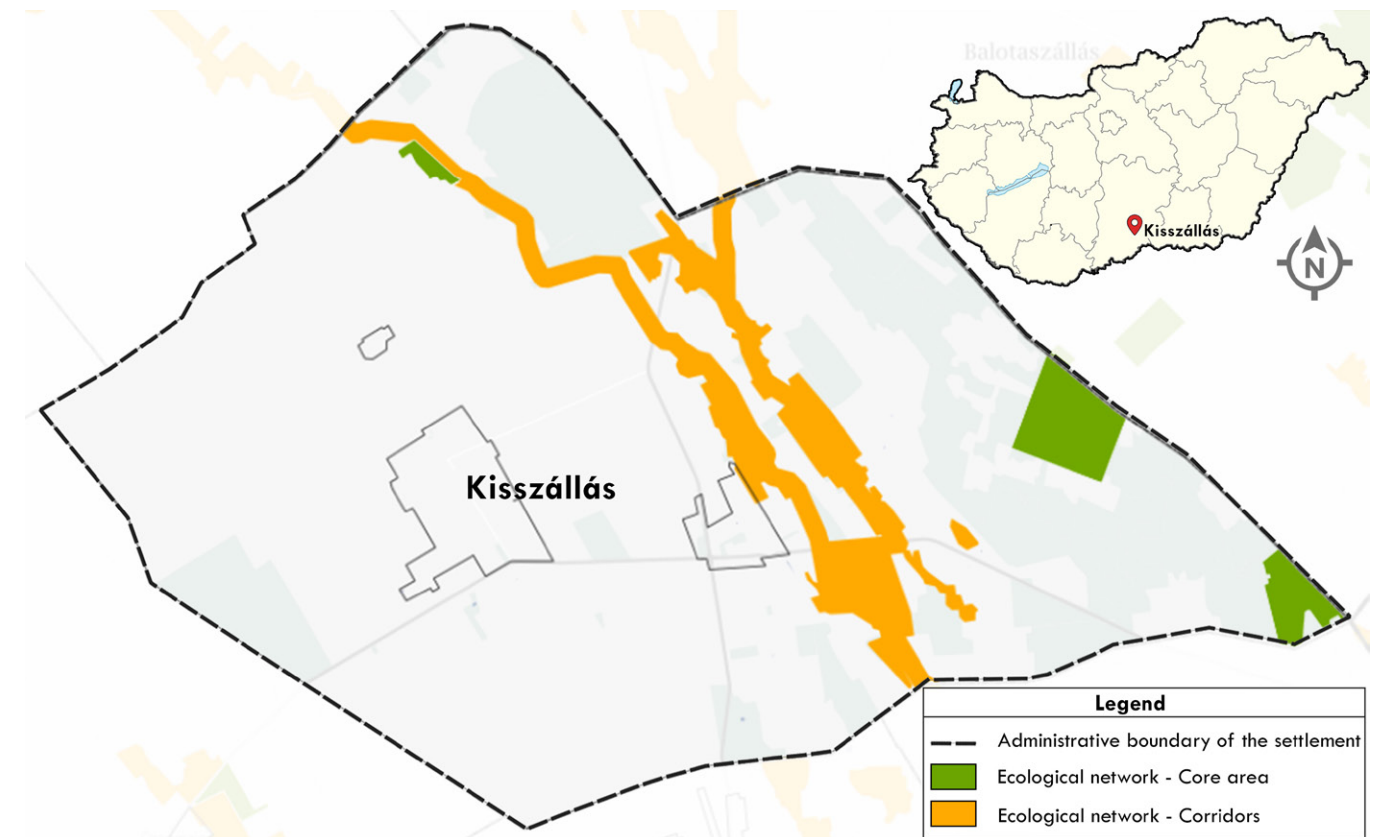 Balotaszállás
Kisszállás
N
Kisszállás
Legend
Administrative boundary of the settlement
Ecological network - Core area
Ecological network - Corridors